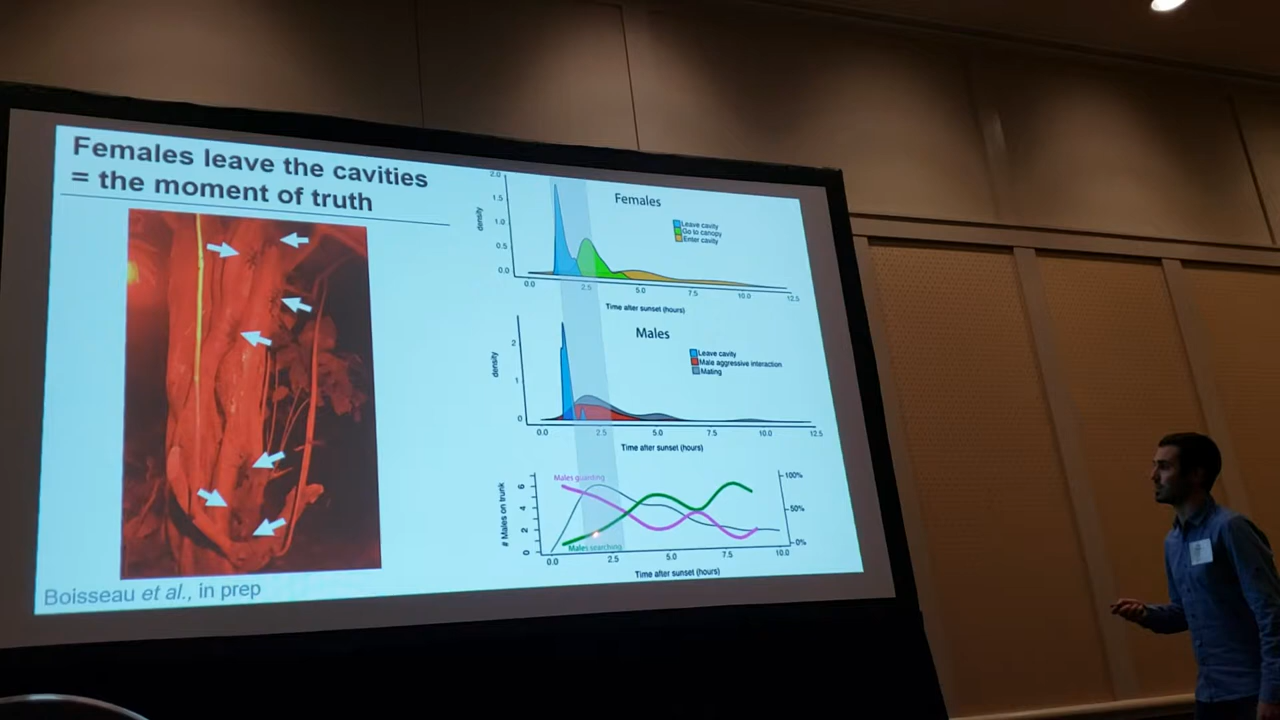 Females leave the cavities
= the moment of truth
Boisseau et al., in prep
Females
density
2.0
1.5
1.0
0.5
0.0
Leave cavity
Go to canopy
Enter cavity
0.0 2.5 5.0 7.5 10.0 12.5
Time after sunset (hours)
Males
density
2
1
0
Leave cavity
Male aggressive interaction
Mating
0.0 2.5 5.0 7.5 10.0 12.5
Time after sunset (hours)
# Males on trunk
6
4
2
0
Males guarding
Males searching
100%
50%
0%
0.0 2.5 5.0 7.5 10.0
Time after sunset (hours)